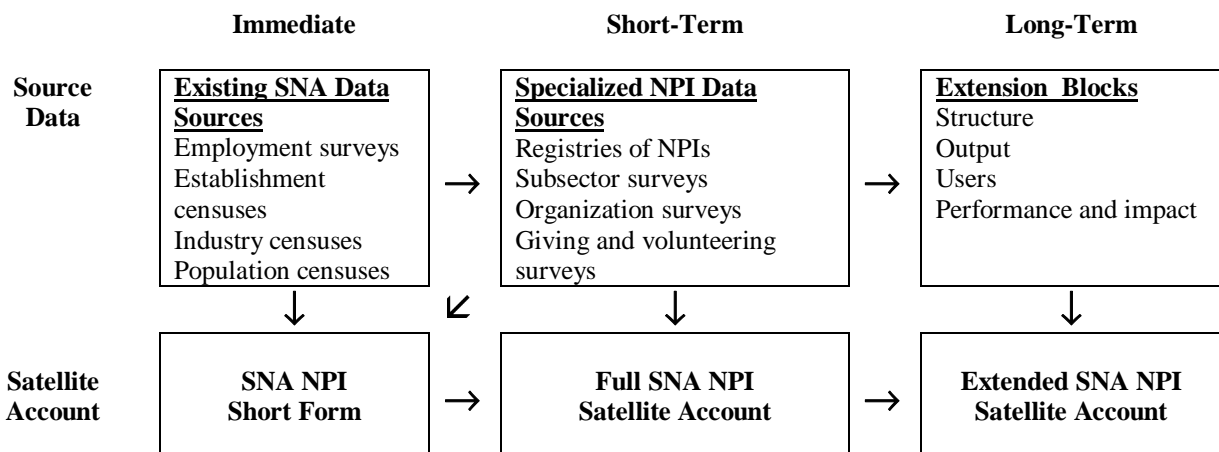 Immediate
Short-Term
Long-Term
Source
Data
Existing SNA Data
Sources
Employment surveys
Establishment
censuses
Industry censuses
Population censuses
→
Specialized NPI Data
Sources
Registries of NPIs
Subsector surveys
Organization surveys
Giving and volunteering
surveys
→
Extension Blocks
Structure
Output
Users
Performance and impact
↓
↙
↓
↓
Satellite
Account
SNA NPI
Short Form
→
Full SNA NPI
Satellite Account
→
Extended SNA NPI
Satellite Account